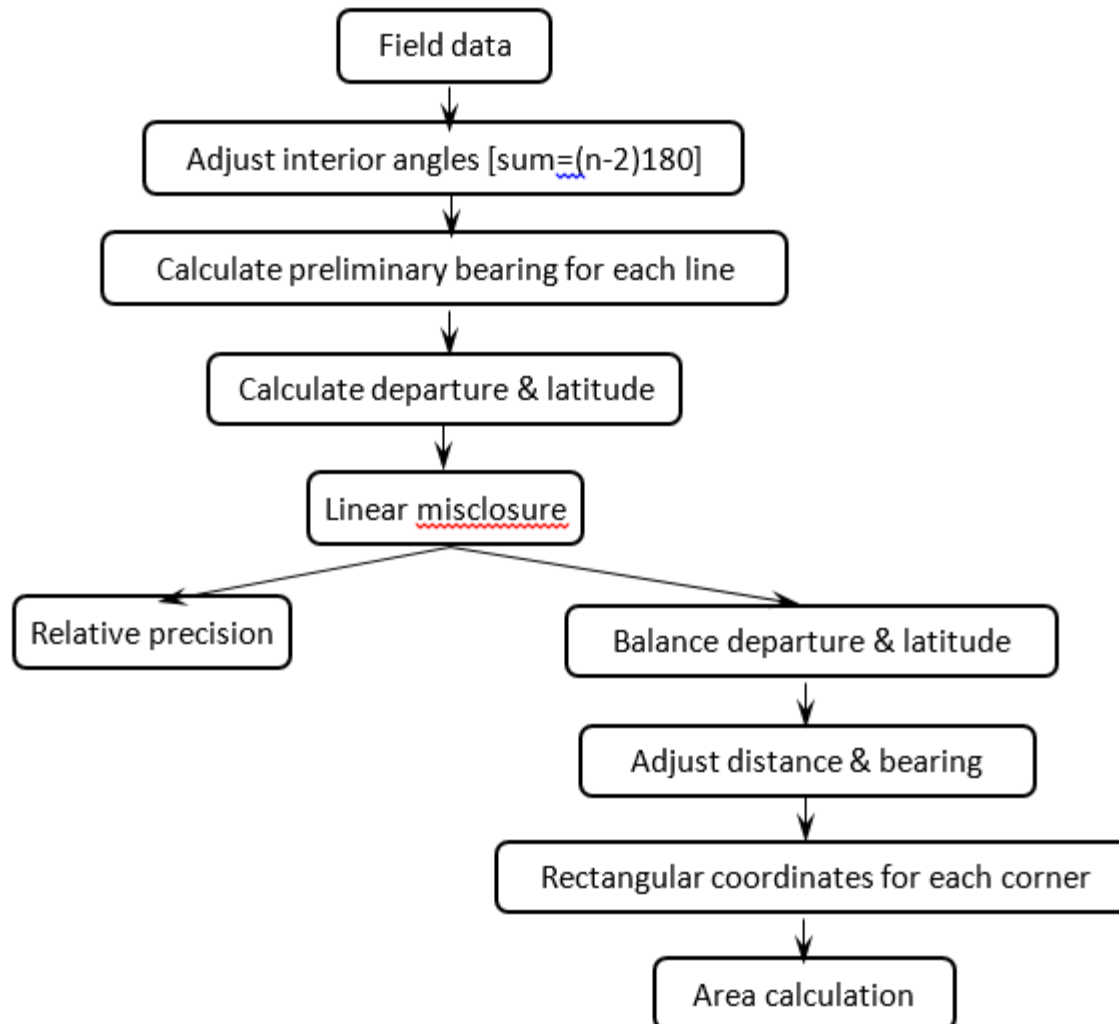 Field data
Adjust interior angles [sum=(n-2)180]
Calculate preliminary bearing for each line
Calculate departure & latitude
Linear misclosure
Relative precision
Balance departure & latitude
Adjust distance & bearing
Rectangular coordinates for each corner
Area calculation